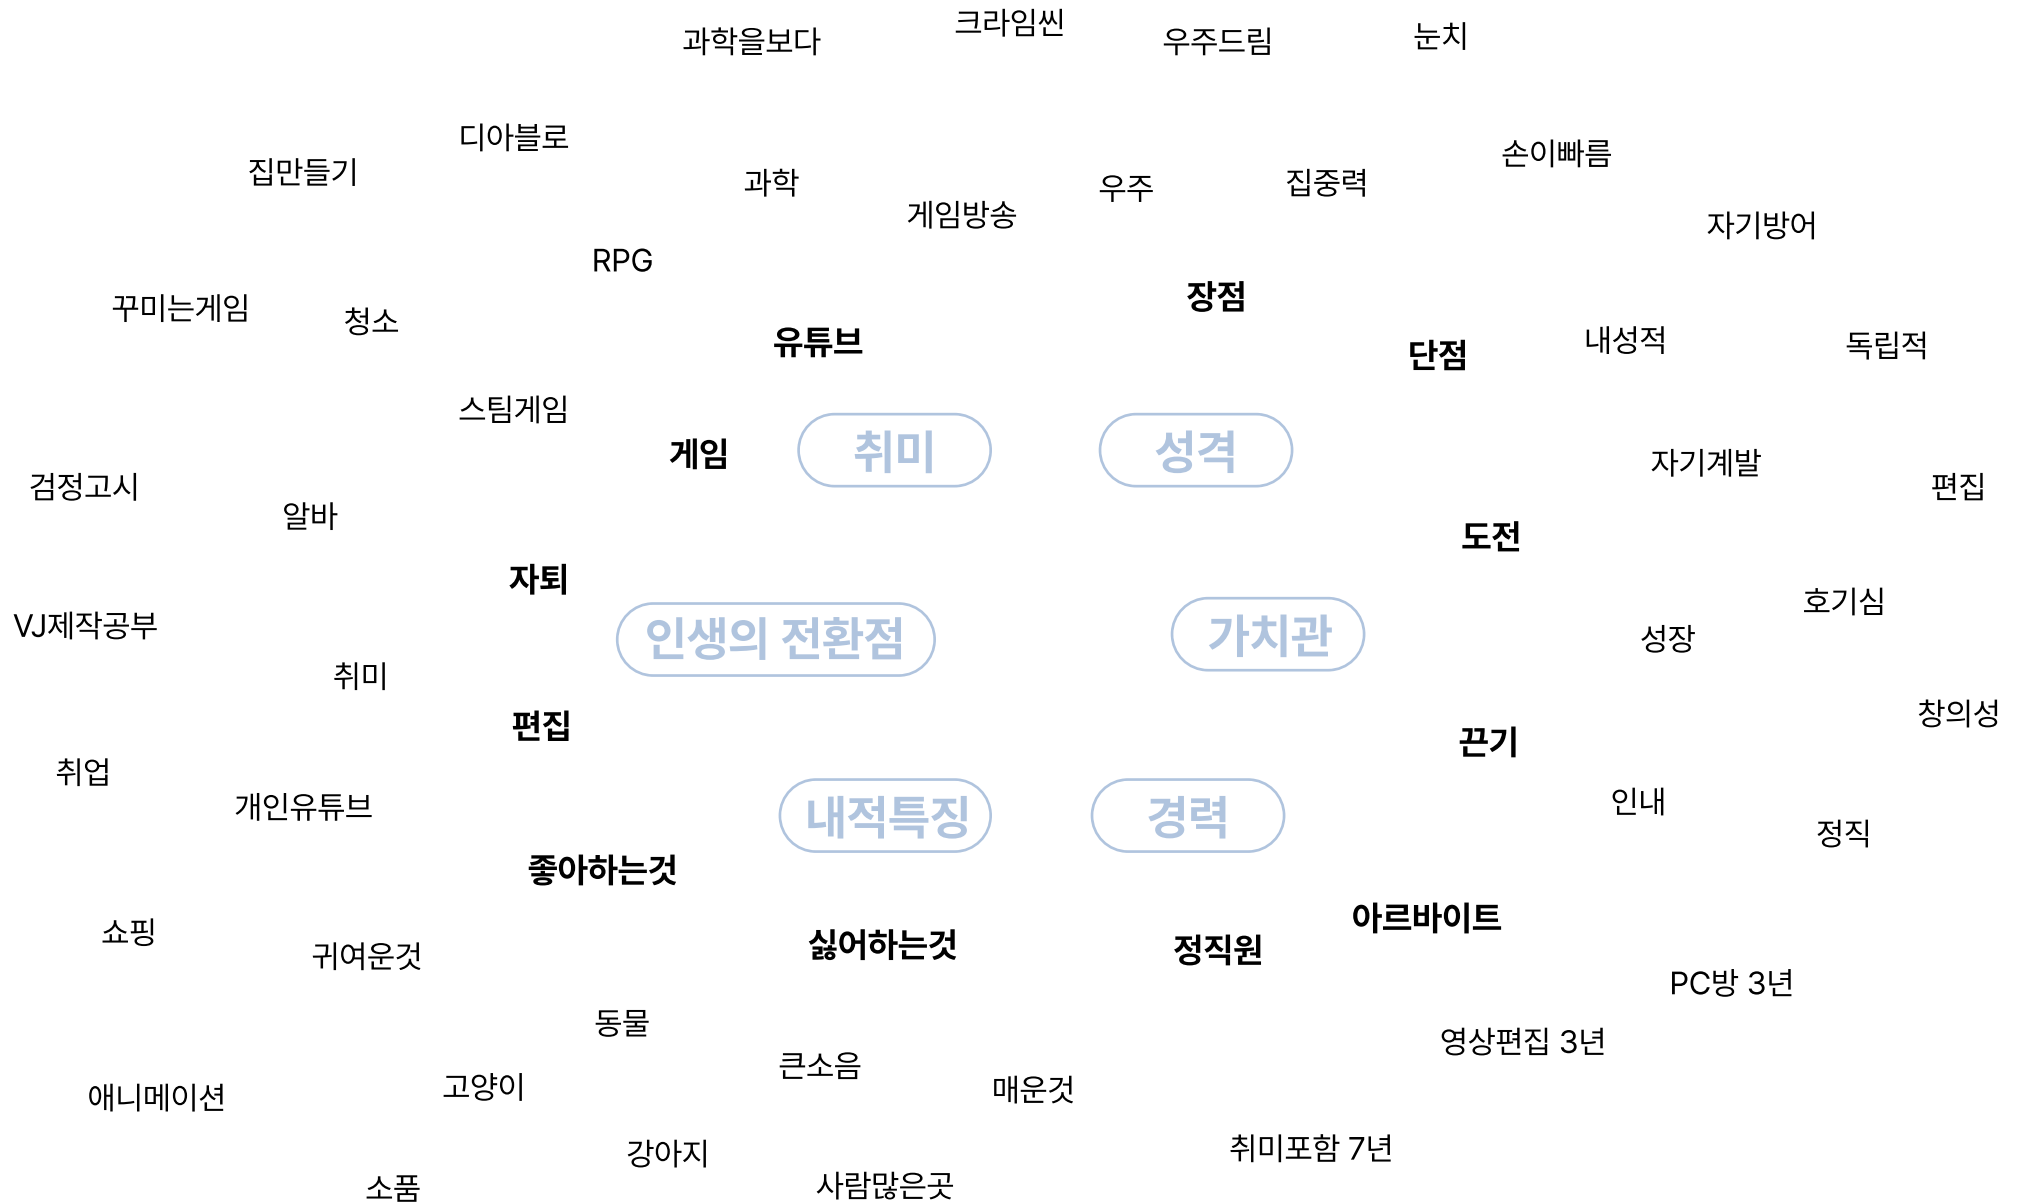 크라임씬
과학을보다
우주드림
눈치
디아블로
손이빠름
집만들기
과학
우주
집중력
게임방송
자기방어
RPG
장점
꾸미는게임
청소
유튜브
단점
내성적
독립적
스팀게임
게임
취미
성격
자기계발
검정고시
편집
알바
도전
자퇴
호기심
VJ제작공부
인생의 전환점
가치관
성장
취미
편집
창의성
끈기
취업
개인유튜브
내적특징
경력
인내
정직
좋아하는것
아르바이트
쇼핑
귀여운것
싫어하는것
정직원
PC방 3년
동물
영상편집 3년
큰소음
애니메이션
고양이
매운것
강아지
취미포함 7년
소품
사람많은곳